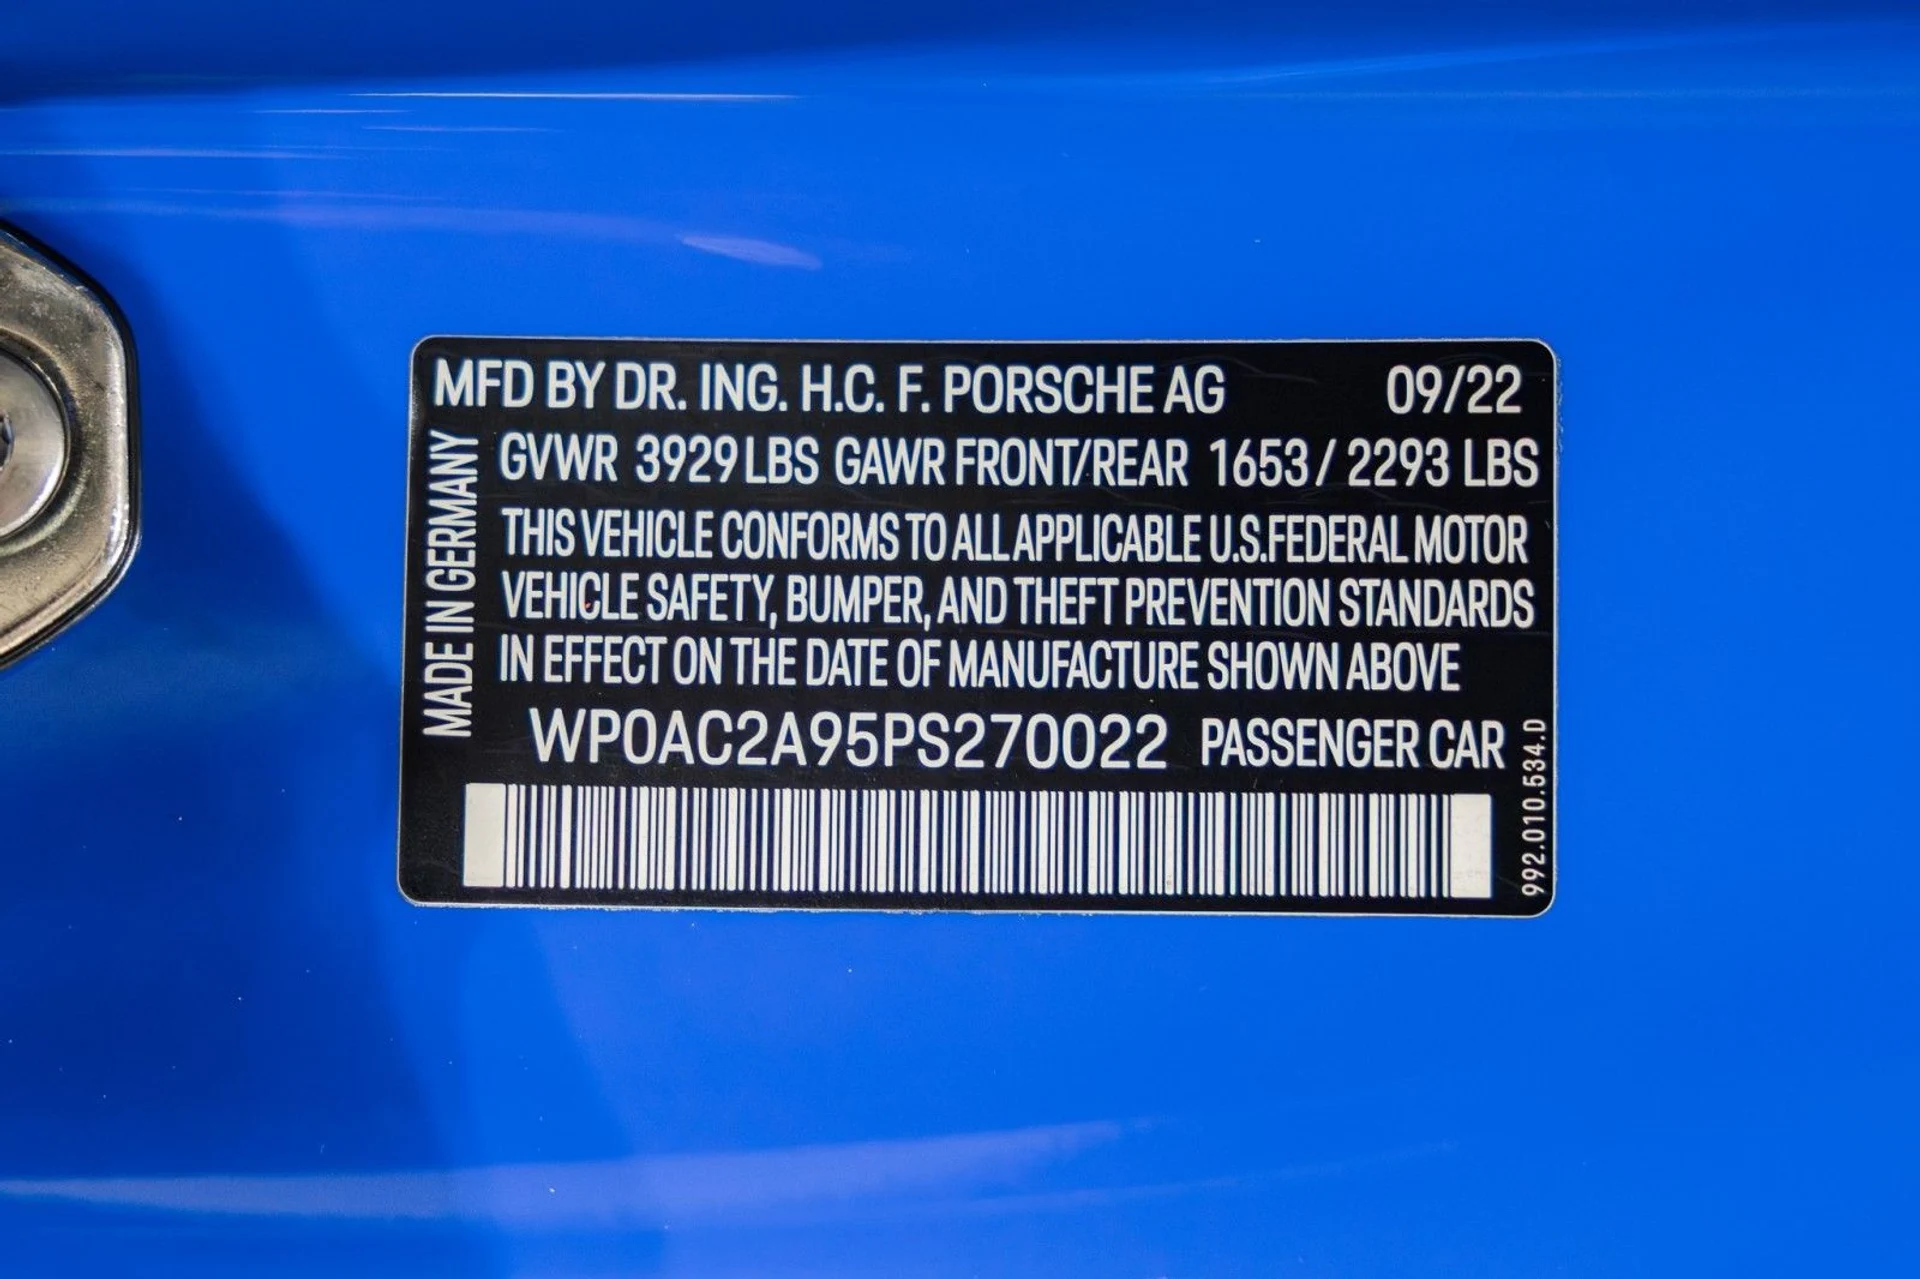 MFD BY DR. ING. H.C. F. PORSCHE AG 09/22
MADE IN GERMANY
GVWR 3929 LBS GAWR FRONT/REAR 1653 / 2293 LBS
THIS VEHICLE CONFORMS TO ALL APPLICABLE U.S.FEDERAL MOTOR
VEHICLE SAFETY, BUMPER, AND THEFT PREVENTION STANDARDS
IN EFFECT ON THE DATE OF MANUFACTURE SHOWN ABOVE
WP0AC2A95PS270022 PASSENGER CAR
992.010.534.D